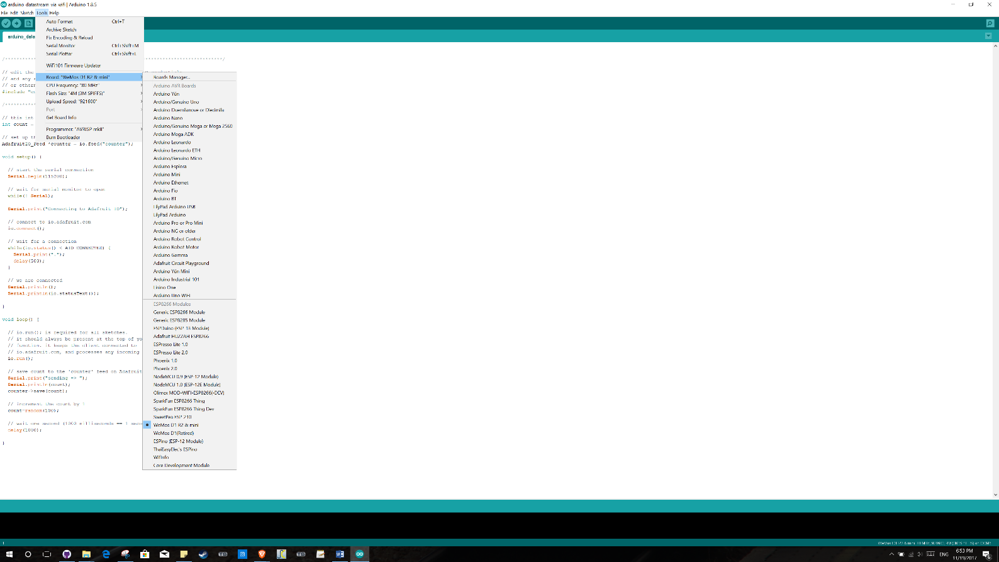 arduino_datastream_via_wifi | Arduino 1.8.5
File Edit Sketch Tools Help
arduino_data
Auto Format Ctrl+T
Archive Sketch
Fix Encoding & Reload
Serial Monitor Ctrl+Shift+M
Serial Plotter Ctrl+Shift+L
WiFi101 Firmware Updater
Board: "WeMos D1 R2 & mini"
CPU Frequency: "80 MHz"
Flash Size: "4M (3M SPIFFS)"
Upload Speed: "921600"
Port
Get Board Info
Programmer: "AVRISP mkII"
Burn Bootloader
Boards Manager...
Arduino AVR Boards
Arduino Yún
Arduino/Genuino Uno
Arduino Duemilanove or Diecimila
Arduino Nano
Arduino/Genuino Mega or Mega 2560
Arduino Mega ADK
Arduino Leonardo
Arduino Leonardo ETH
Arduino/Genuino Micro
Arduino Esplora
Arduino Mini
Arduino Ethernet
Arduino Fio
Arduino BT
LilyPad Arduino USB
LilyPad Arduino
Arduino Pro or Pro Mini
Arduino NG or older
Arduino Robot Control
Arduino Robot Motor
Arduino Gemma
Adafruit Circuit Playground
Arduino Yún Mini
Arduino Industrial 101
Linino One
Arduino Uno WiFi
ESP8266 Modules
Generic ESP8266 Module
Generic ESP8285 Module
ESPDuino (ESP-13 Module)
Adafruit HUZZAH ESP8266
ESPresso Lite 1.0
ESPresso Lite 2.0
Phoenix 1.0
Phoenix 2.0
NodeMCU 0.9 (ESP-12 Module)
NodeMCU 1.0 (ESP-12E Module)
Olimex MOD-WIFI-ESP8266(-DEV)
SparkFun ESP8266 Thing
SparkFun ESP8266 Thing Dev
SweetPea ESP-210
WeMos D1 R2 & mini
WeMos D1(Retired)
ESPino (ESP-12 Module)
ThaiEasyElec's ESPino
WifInfo
Core Development Module
// edit the
// and any s
// or ethern
#include "co
// this int
int count =
// set up th
AdafruitIO_Feed *counter = io.feed("counter");
void setup() {
// start the serial connection
Serial.begin(115200);
// wait for serial monitor to open
while(! Serial);
Serial.print("Connecting to Adafruit IO");
// connect to io.adafruit.com
io.connect();
// wait for a connection
while(io.status() < AIO_CONNECTED) {
Serial.print(".");
delay(500);
}
// we are connected
Serial.println();
Serial.println(io.statusText());
}
void loop() {
// io.run(); is required for all sketches.
// it should always be present at the top of yo
// function. it keeps the client connected to
// io.adafruit.com, and processes any incoming
io.run();
// save count to the 'counter' feed on Adafruit
Serial.print("sending -> ");
Serial.println(count);
counter->save(count);
// increment the count by 1
count=random(100);
// wait one second (1000 milliseconds == 1 seco
delay(1000);
}
1
ENG
6:53 PM
11/19/2017
6